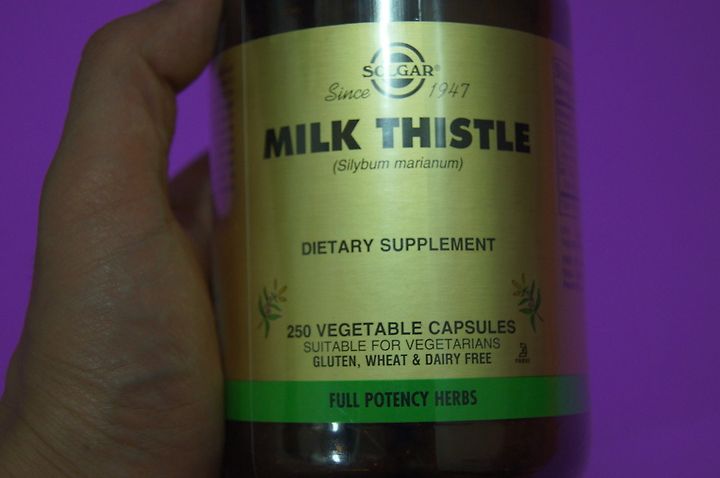 SOLGAR®
Since 1947
MILK THISTLE
(Silybum marianum)
DIETARY SUPPLEMENT
250 VEGETABLE CAPSULES
SUITABLE FOR VEGETARIANS
GLUTEN, WHEAT & DAIRY FREE
FULL POTENCY HERBS